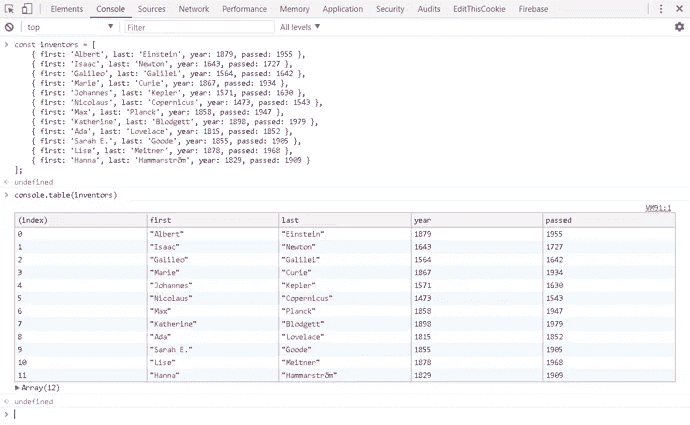 Elements Console Sources Network Performance Memory Application Security Audits EditThisCookie Firebase
top Filter All levels
const inventors = [
{ first: 'Albert', last: 'Einstein', year: 1879, passed: 1955 },
{ first: 'Isaac', last: 'Newton', year: 1643, passed: 1727 },
{ first: 'Galileo', last: 'Galilei', year: 1564, passed: 1642 },
{ first: 'Marie', last: 'Curie', year: 1867, passed: 1934 },
{ first: 'Johannes', last: 'Kepler', year: 1571, passed: 1630 },
{ first: 'Nicolaus', last: 'Copernicus', year: 1473, passed: 1543 },
{ first: 'Max', last: 'Planck', year: 1858, passed: 1947 },
{ first: 'Katherine', last: 'Blodgett', year: 1898, passed: 1979 },
{ first: 'Ada', last: 'Lovelace', year: 1815, passed: 1852 },
{ first: 'Sarah E.', last: 'Goode', year: 1855, passed: 1905 },
{ first: 'Lise', last: 'Meitner', year: 1878, passed: 1968 },
{ first: 'Hanna', last: 'Hammarström', year: 1829, passed: 1909 }
];
undefined
console.table(inventors)
VM91:1
(index) first last year passed
0 "Albert" "Einstein" 1879 1955
1 "Isaac" "Newton" 1643 1727
2 "Galileo" "Galilei" 1564 1642
3 "Marie" "Curie" 1867 1934
4 "Johannes" "Kepler" 1571 1630
5 "Nicolaus" "Copernicus" 1473 1543
6 "Max" "Planck" 1858 1947
7 "Katherine" "Blodgett" 1898 1979
8 "Ada" "Lovelace" 1815 1852
9 "Sarah E." "Goode" 1855 1905
10 "Lise" "Meitner" 1878 1968
11 "Hanna" "Hammarström" 1829 1909
Array(12)
undefined